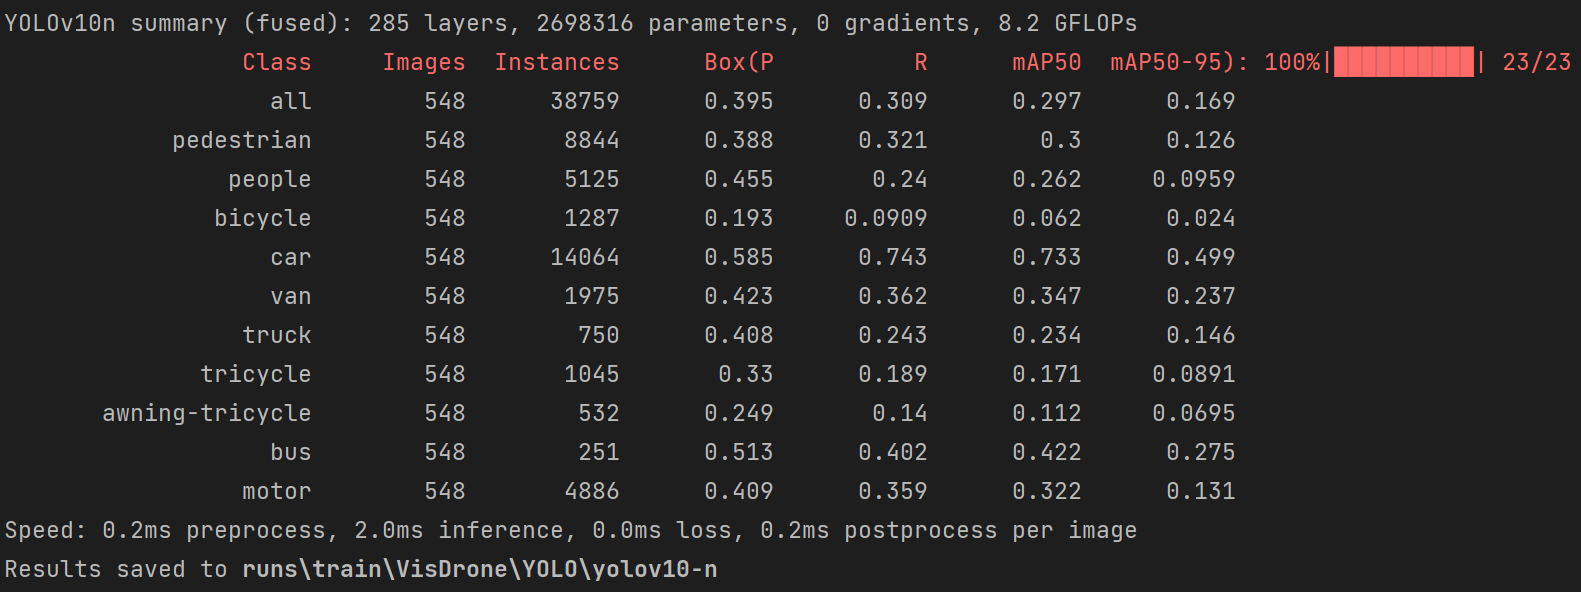 YOLOv10n summary (fused): 285 layers, 2698316 parameters, 0 gradients, 8.2 GFLOPs
Class Images Instances Box(P R mAP50 mAP50-95): 100%|██████████| 23/23
all 548 38759 0.395 0.309 0.297 0.169
pedestrian 548 8844 0.388 0.321 0.3 0.126
people 548 5125 0.455 0.24 0.262 0.0959
bicycle 548 1287 0.193 0.0909 0.062 0.024
car 548 14064 0.585 0.743 0.733 0.499
van 548 1975 0.423 0.362 0.347 0.237
truck 548 750 0.408 0.243 0.234 0.146
tricycle 548 1045 0.33 0.189 0.171 0.0891
awning-tricycle 548 532 0.249 0.14 0.112 0.0695
bus 548 251 0.513 0.402 0.422 0.275
motor 548 4886 0.409 0.359 0.322 0.131
Speed: 0.2ms preprocess, 2.0ms inference, 0.0ms loss, 0.2ms postprocess per image
Results saved to runs\train\VisDrone\YOLO\yolov10-n